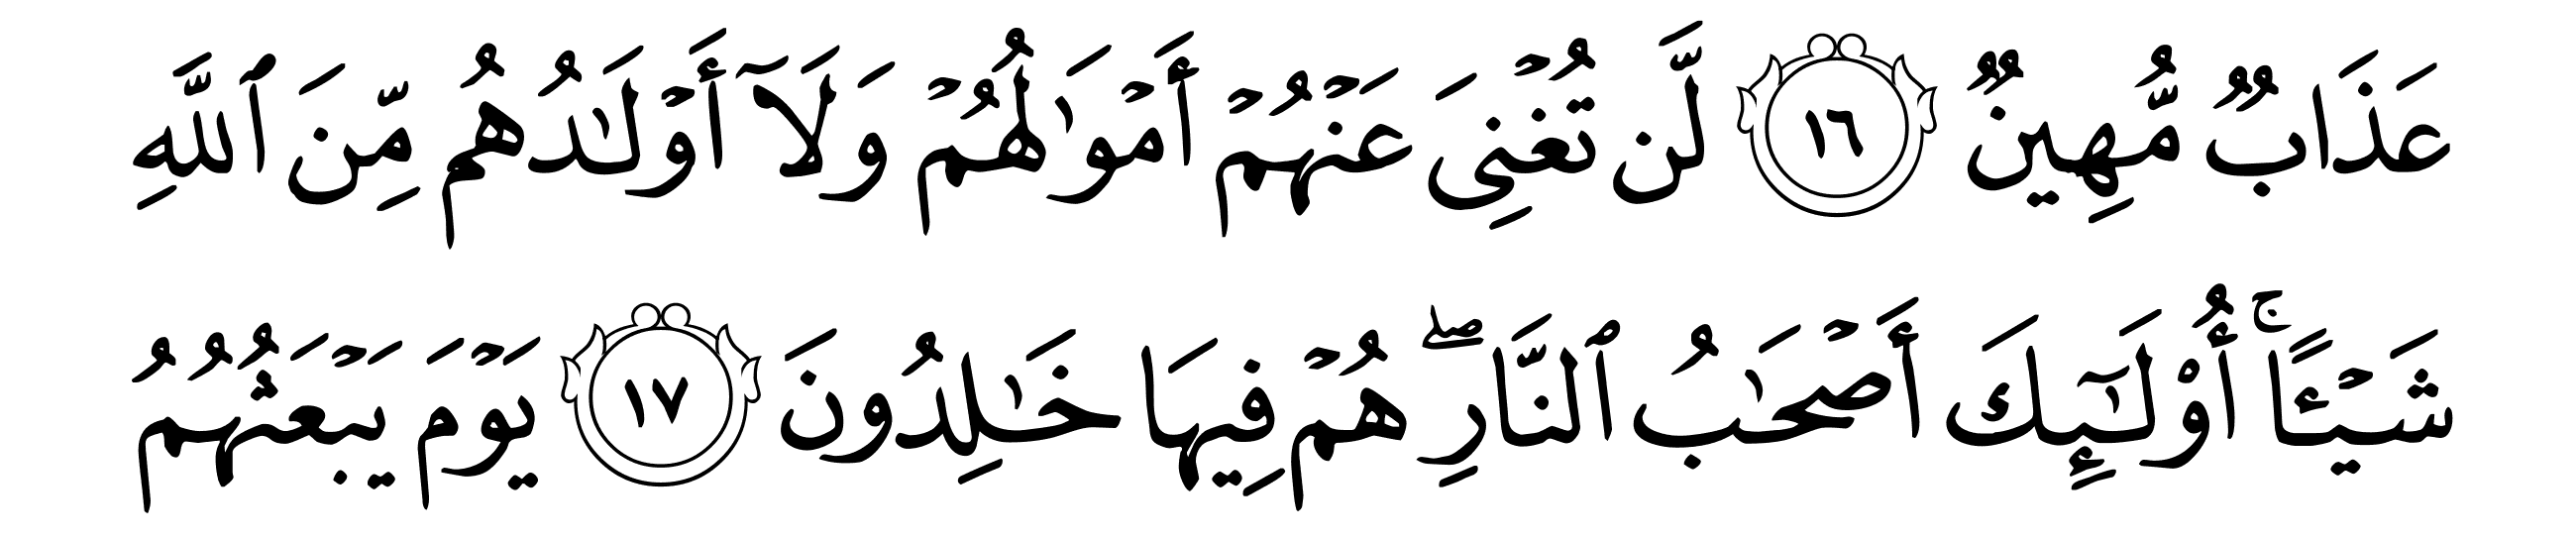 عَذَابٌ مُّهِينٌ ١٦ لَّن تُغْنِىَ عَنْهُمْ أَمْوَٰلُهُمْ وَلَآ أَوْلَـٰدُهُم مِّنَ ٱللَّهِ
شَيْـًٔا ۚ أُو۟لَـٰٓئِكَ أَصْحَـٰبُ ٱلنَّارِ ۖ هُمْ فِيهَا خَـٰلِدُونَ ١٧ يَوْمَ يَبْعَثُهُمُ